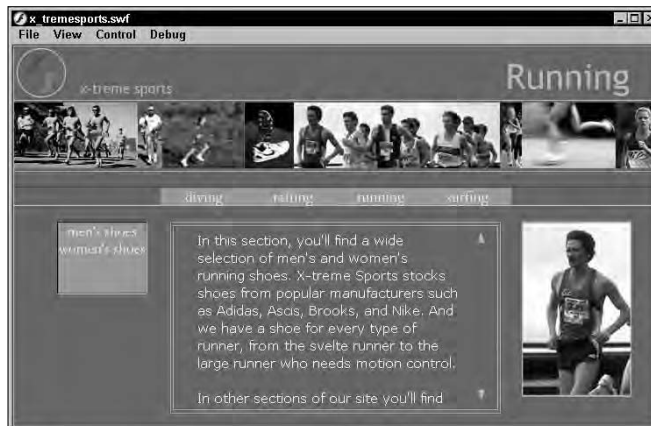 x_tremesports.swf
File View Control Debug
x-treme sports
Running
diving rafting running surfing
men's shoes
women's shoes
In this section, you'll find a wide
selection of men's and women's
running shoes. X-treme Sports stocks
shoes from popular manufacturers such
as Adidas, Ascis, Brooks, and Nike. And
we have a shoe for every type of
runner, from the svelte runner to the
large runner who needs motion control.
In other sections of our site you'll find